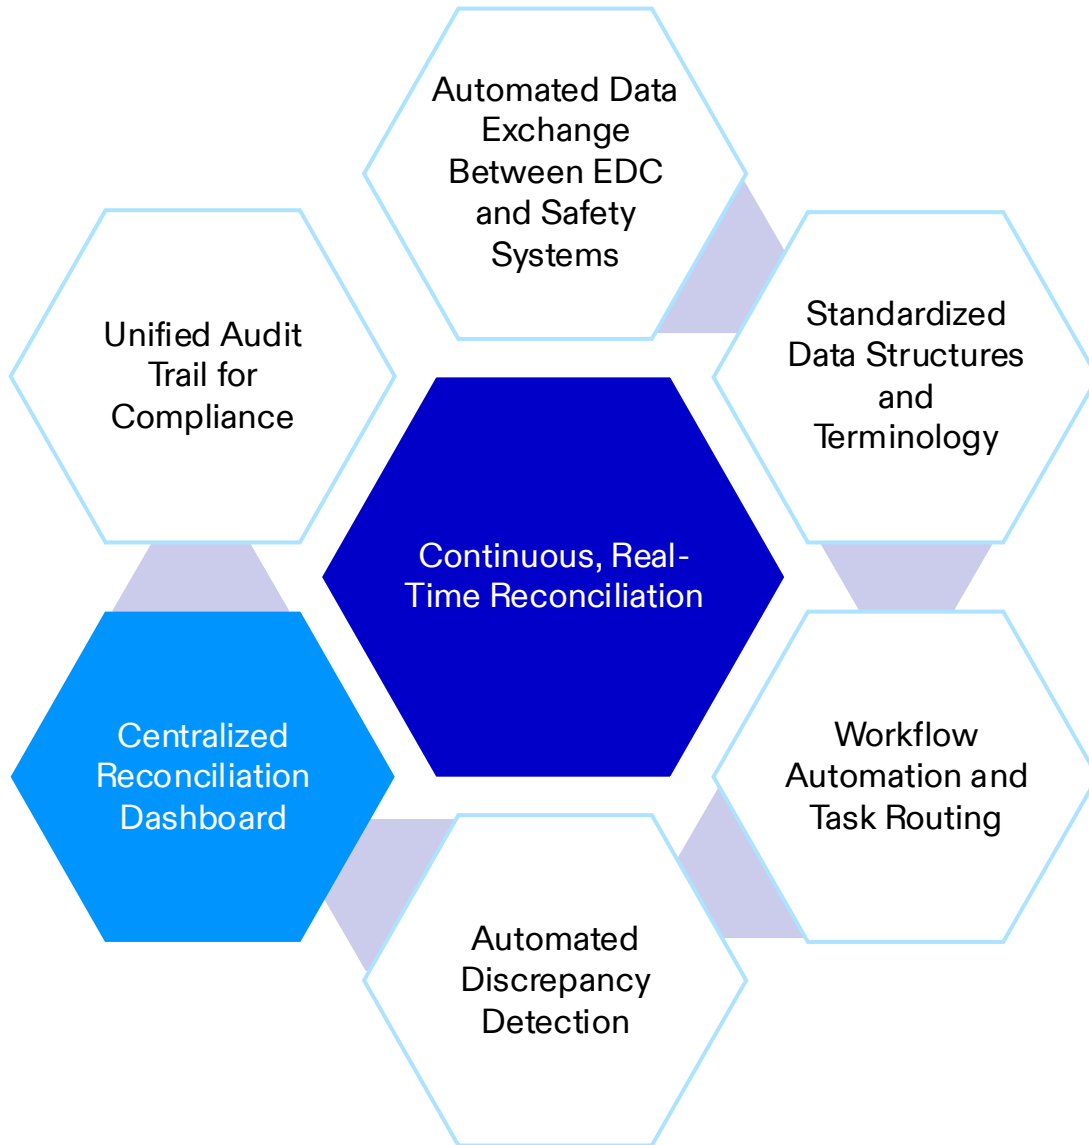 Automated Data
Exchange
Between EDC
and Safety
Systems
Unified Audit
Trail for
Compliance
Standardized
Data Structures
and
Terminology
Continuous, Real-
Time Reconciliation
Centralized
Reconciliation
Dashboard
Workflow
Automation and
Task Routing
Automated
Discrepancy
Detection